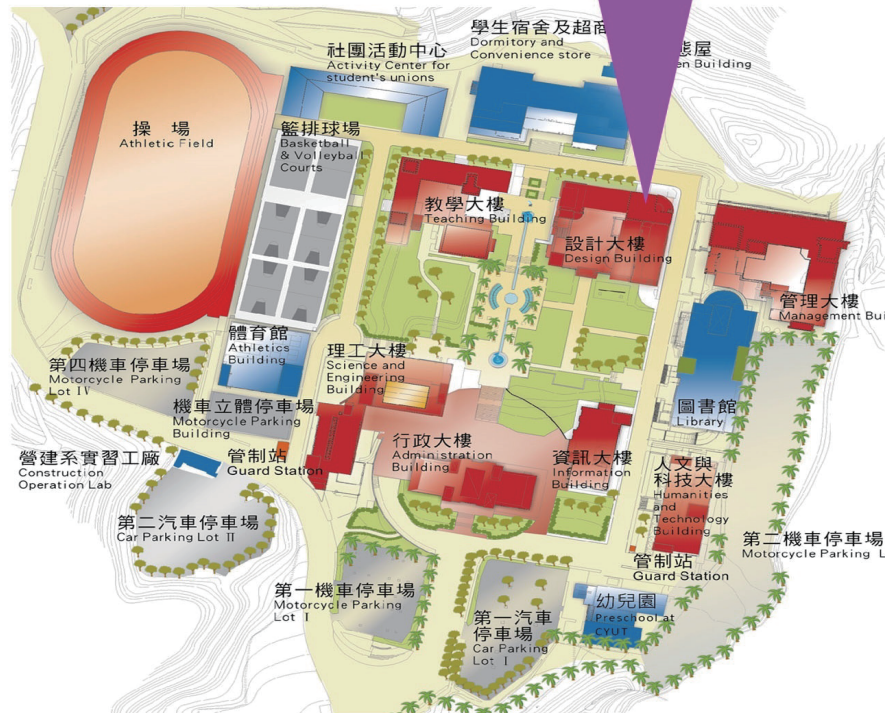 學生宿舍及超商
Dormitory and
Convenience store
社團活動中心
Activity Center for
student's unions
態屋
en Building
操 場
Athletic Field
籃排球場
Basketball
& Volleyball
Courts
教學大樓
Teaching Building
設計大樓
Design Building
管理大樓
Management Buil
體育館
Athletics
Building
理工大樓
Science and
Engineering
Building
第四機車停車場
Motorcycle Parking
Lot IV
機車立體停車場
Motorcycle Parking
Building
圖書館
Library
行政大樓
Administration
Building
資訊大樓
Information
Building
管制站
Guard Station
營建系實習工廠
Construction
Operation Lab
人文與
科技大樓
Humanities
and
Technology
Building
第二汽車停車場
Car Parking Lot II
第二機車停車場
Motorcycle Parking L
管制站
Guard Station
第一機車停車場
Motorcycle Parking
Lot I
第一汽車
停車場
Car Parking
Lot I
幼兒園
Preschool at
CYUT